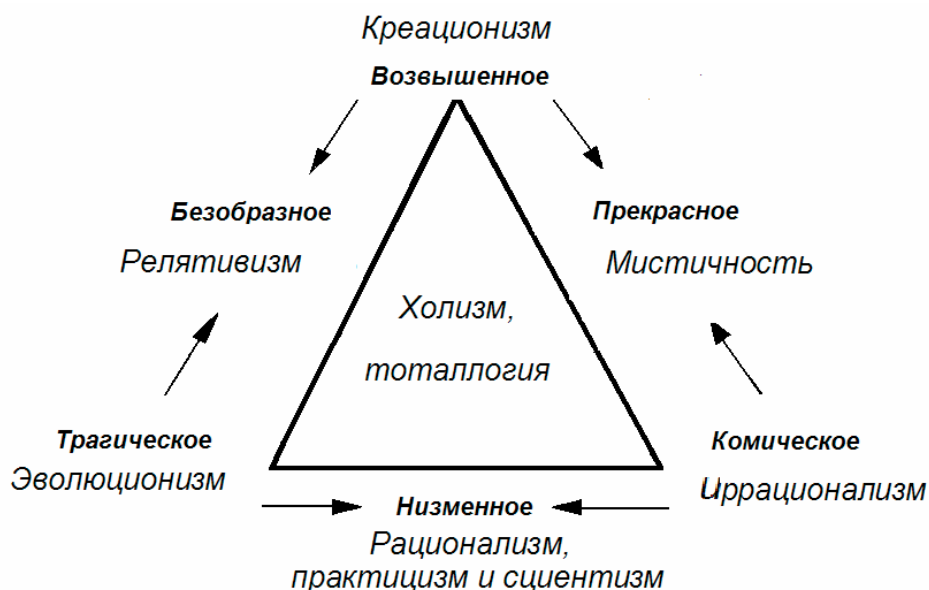 Креационизм
Возвышенное
Безобразное
Прекрасное
Релятивизм
Мистичность
Холизм,
тоталлогия
Трагическое
Комическое
Эволюционизм
Иррационализм
Низменное
Рационализм,
практицизм и сциентизм